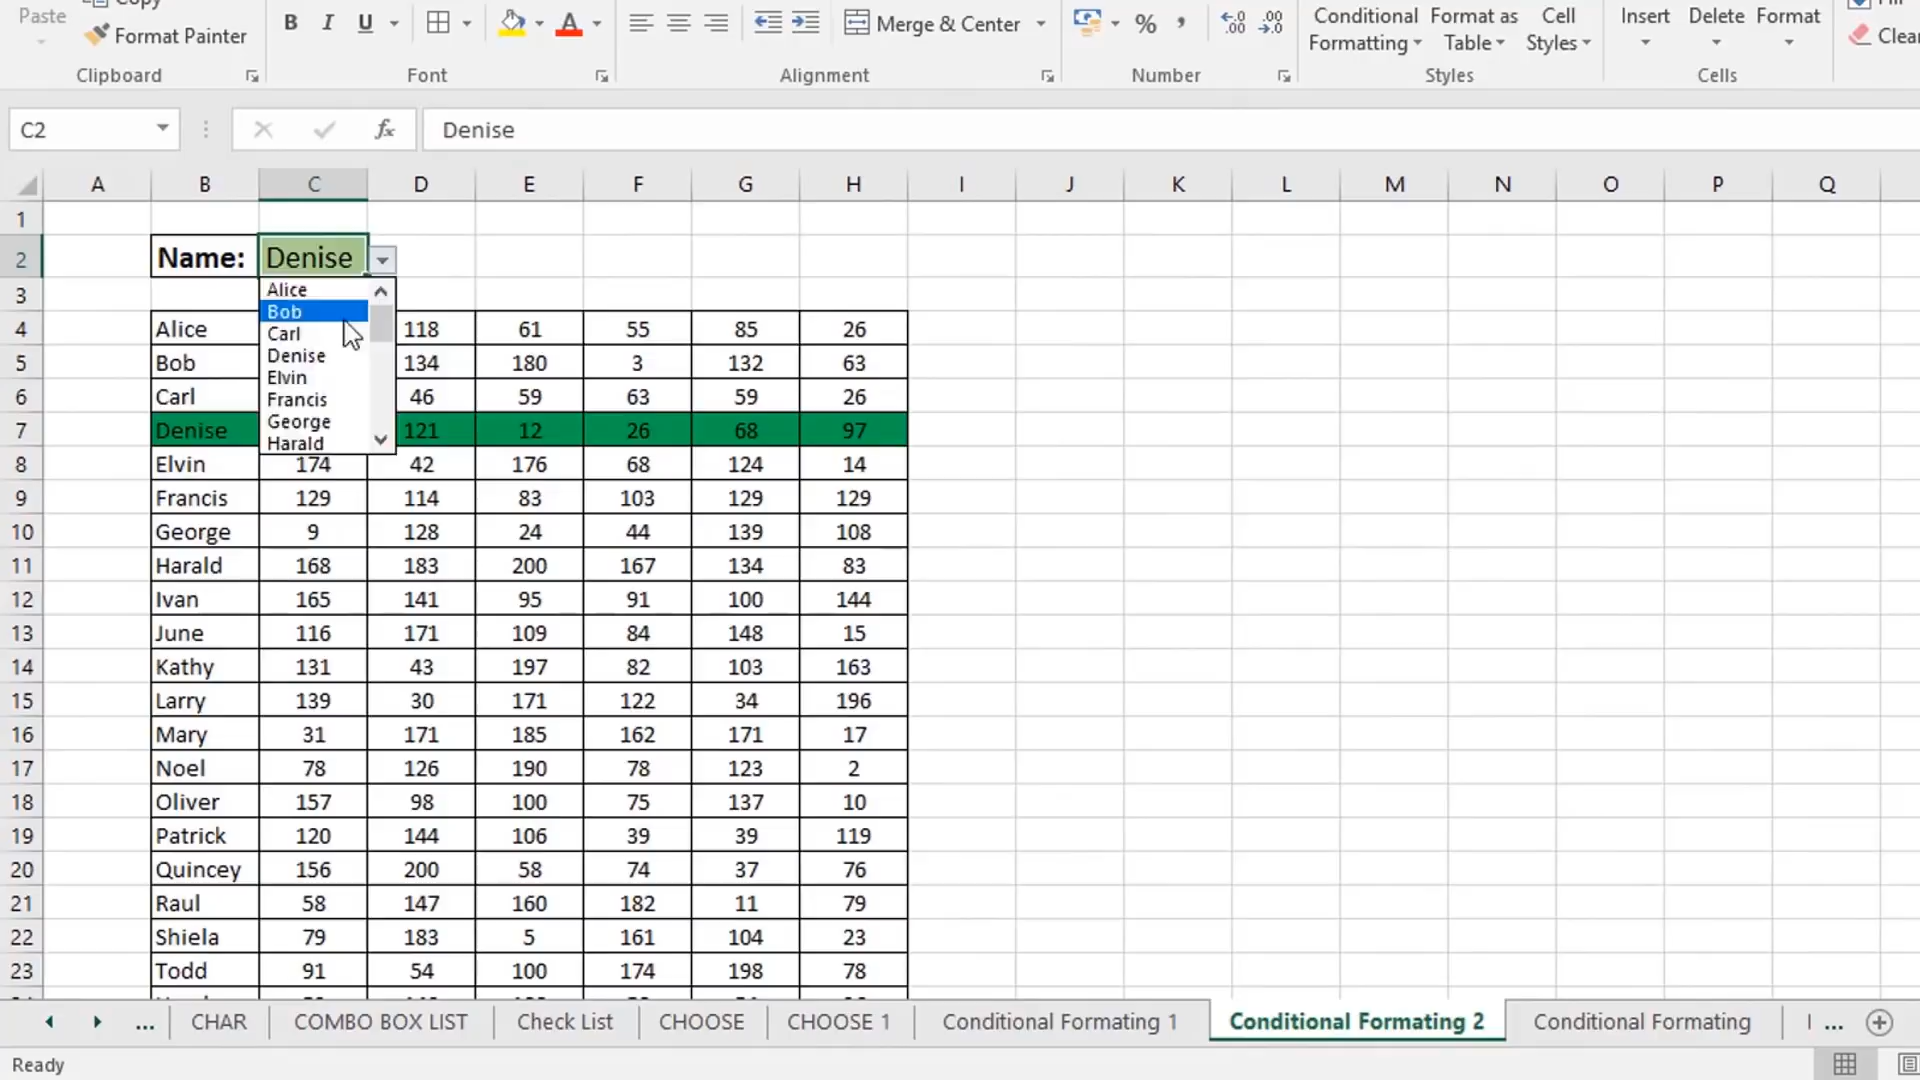 Paste
Copy
Format Painter
Clipboard
B I U
A
Font
Merge & Center
Alignment
% ,
Number
Conditional Formatting
Format as Table
Cell Styles
Styles
Insert Delete Format
Cells
Clear
C2
fx
Denise
A B C D E F G H I J K L M N O P Q
1
2 Name: Denise
3 Alice
Bob
Carl
Denise
Elvin
Francis
George
Harald
4 Alice 118 61 55 85 26
5 Bob 134 180 3 132 63
6 Carl 46 59 63 59 26
7 Denise 121 12 26 68 97
8 Elvin 174 42 176 68 124 14
9 Francis 129 114 83 103 129 129
10 George 9 128 24 44 139 108
11 Harald 168 183 200 167 134 83
12 Ivan 165 141 95 91 100 144
13 June 116 171 109 84 148 15
14 Kathy 131 43 197 82 103 163
15 Larry 139 30 171 122 34 196
16 Mary 31 171 185 162 171 17
17 Noel 78 126 190 78 123 2
18 Oliver 157 98 100 75 137 10
19 Patrick 120 144 106 39 39 119
20 Quincey 156 200 58 74 37 76
21 Raul 58 147 160 182 11 79
22 Shiela 79 183 5 161 104 23
23 Todd 91 54 100 174 198 78
... CHAR COMBO BOX LIST Check List CHOOSE CHOOSE 1 Conditional Formating 1 Conditional Formating 2 Conditional Formating ...
Ready